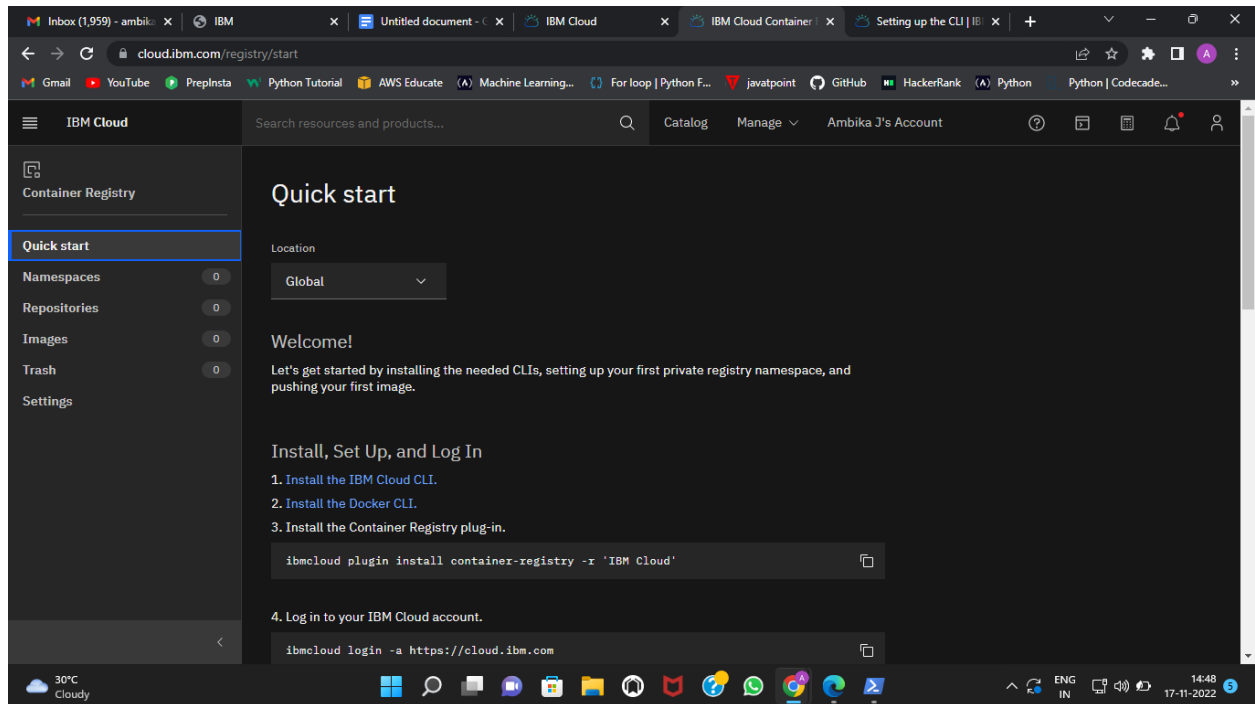 Inbox (1,959) - ambika
IBM
Untitled document - G
IBM Cloud
IBM Cloud Container
Setting up the CLI | IB
cloud.ibm.com/registry/start
A
Gmail
YouTube
PrepInsta
Python Tutorial
AWS Educate
Machine Learning...
For loop | Python F...
javatpoint
GitHub
HackerRank
Python
Python | Codecade...
»
IBM Cloud
Search resources and products...
Catalog
Manage
Ambika J's Account
Container Registry
Quick start
Namespaces 0
Repositories 0
Images 0
Trash 0
Settings
Quick start
Location
Global
Welcome!
Let's get started by installing the needed CLIs, setting up your first private registry namespace, and
pushing your first image.
Install, Set Up, and Log In
1. Install the IBM Cloud CLI.
2. Install the Docker CLI.
3. Install the Container Registry plug-in.
ibmcloud plugin install container-registry -r 'IBM Cloud'
4. Log in to your IBM Cloud account.
ibmcloud login -a https://cloud.ibm.com
30°C
Cloudy
ENG
IN
14:48
17-11-2022
5